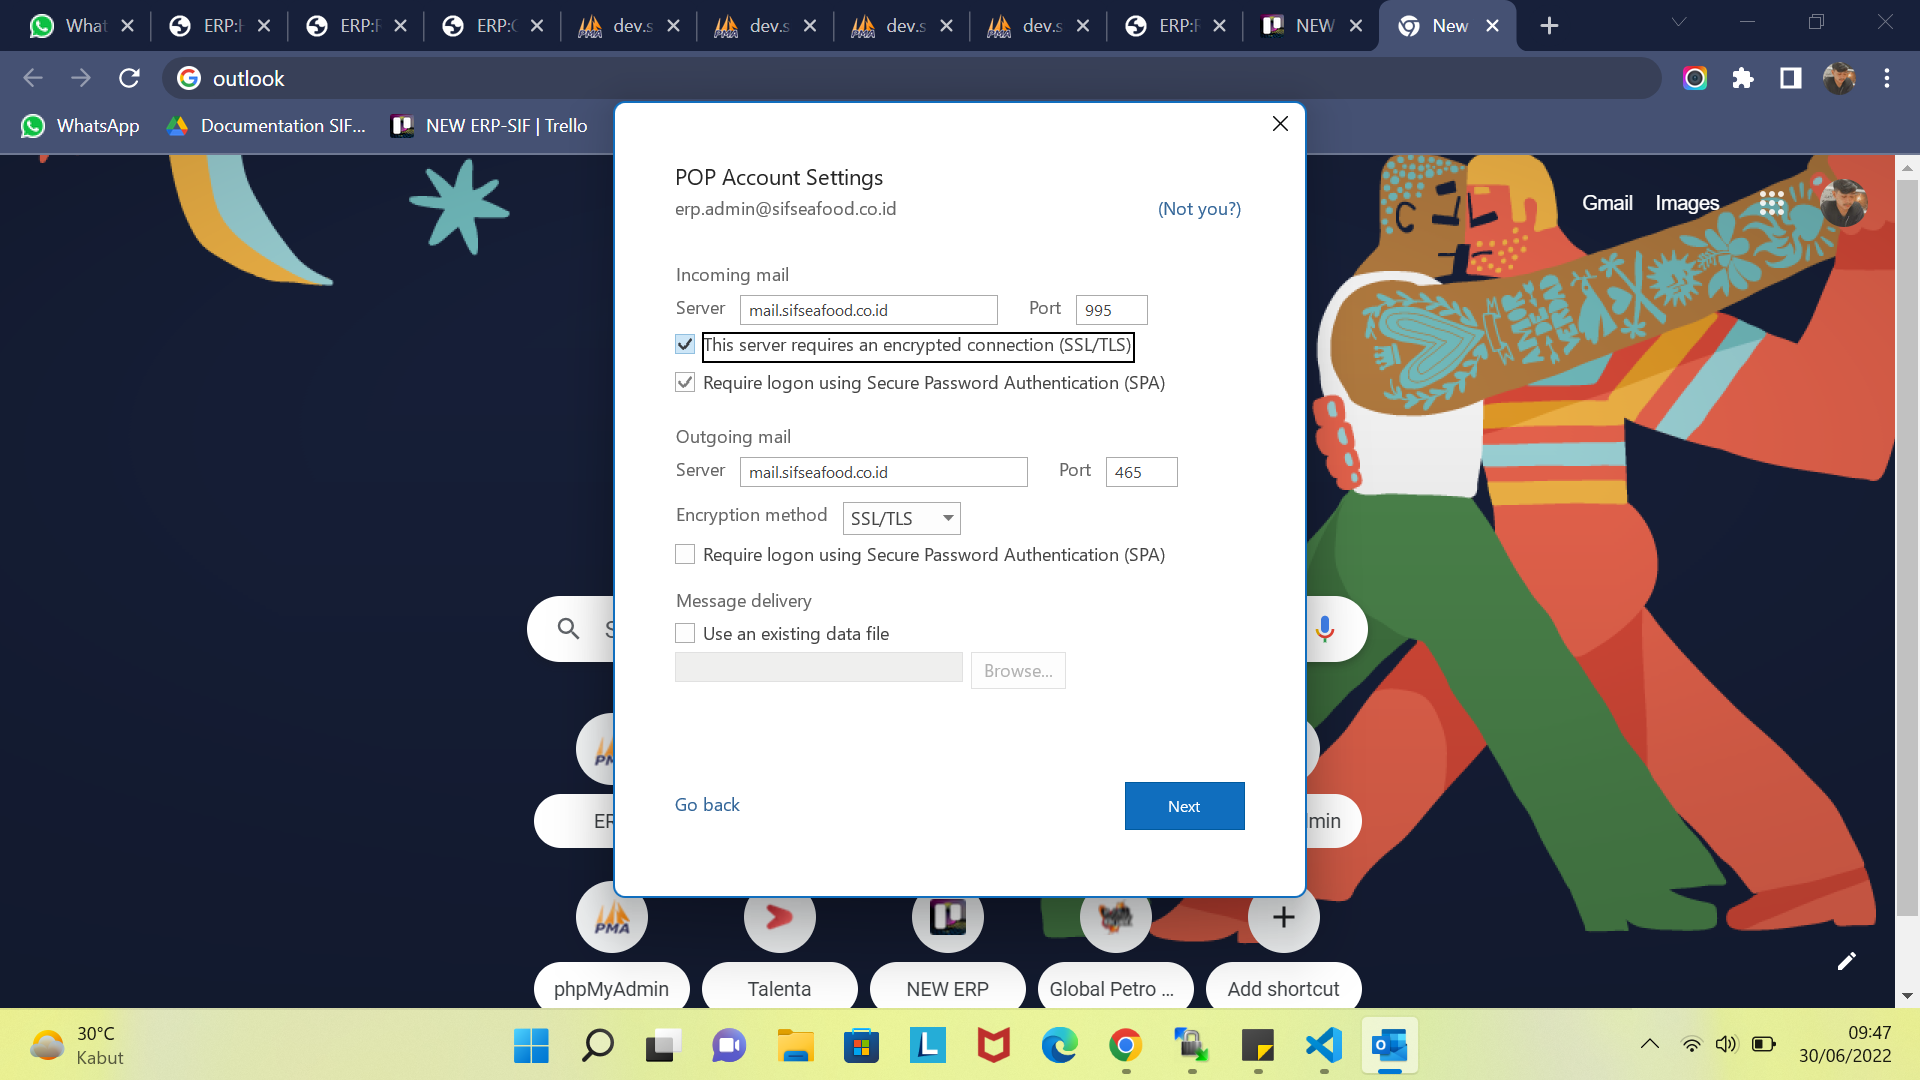 What
ERP:
ERP:
ERP:
dev.s
dev.s
dev.s
dev.s
ERP:
NEW
New
outlook
WhatsApp
Documentation SIF...
NEW ERP-SIF | Trello
Gmail
Images
POP Account Settings
erp.admin@sifseafood.co.id
(Not you?)
Incoming mail
Server
mail.sifseafood.co.id
Port
995
This server requires an encrypted connection (SSL/TLS)
Require logon using Secure Password Authentication (SPA)
Outgoing mail
Server
mail.sifseafood.co.id
Port
465
Encryption method
SSL/TLS
Require logon using Secure Password Authentication (SPA)
Message delivery
Use an existing data file
Browse...
Go back
Next
min
PMA
phpMyAdmin
Talenta
NEW ERP
Global Petro ...
Add shortcut
30°C
Kabut
09:47
30/06/2022